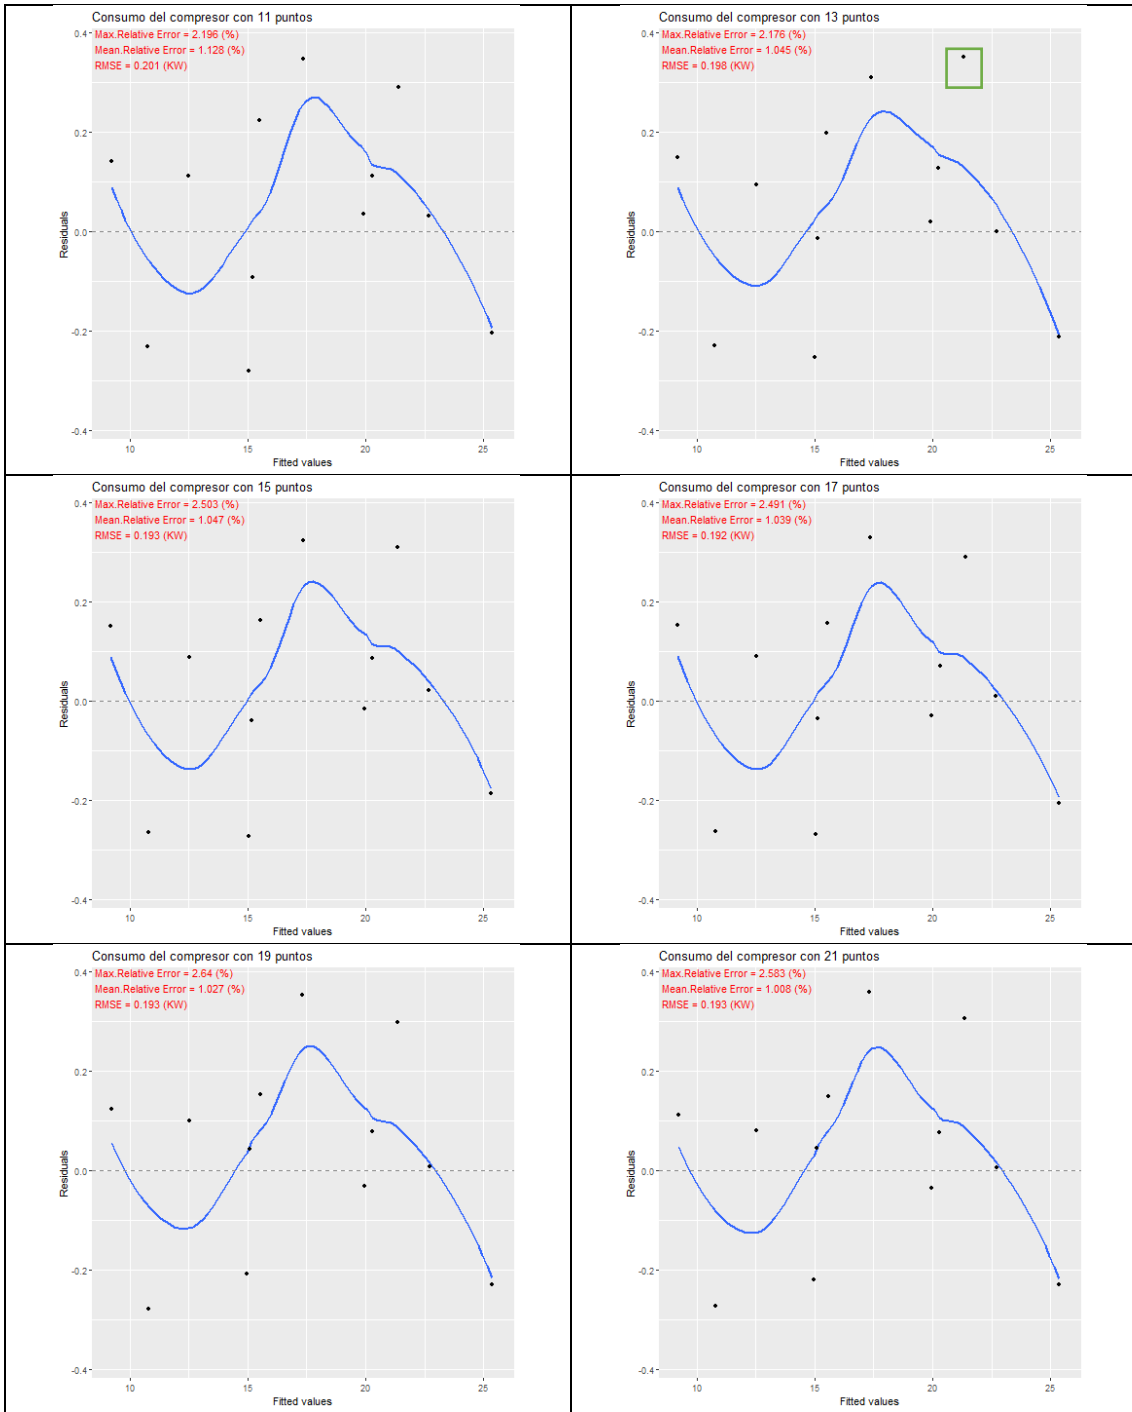 Consumo del compresor con 11 puntos
Max.Relative Error = 2.196 (%)
Mean.Relative Error = 1.128 (%)
RMSE = 0.201 (KW)
0.4
0.2
0.0
-0.2
-0.4
Residuals
10 15 20 25
Fitted values
Consumo del compresor con 13 puntos
Max.Relative Error = 2.176 (%)
Mean.Relative Error = 1.045 (%)
RMSE = 0.198 (KW)
0.4
0.2
0.0
-0.2
-0.4
Residuals
10 15 20 25
Fitted values
Consumo del compresor con 15 puntos
Max.Relative Error = 2.503 (%)
Mean.Relative Error = 1.047 (%)
RMSE = 0.193 (KW)
0.4
0.2
0.0
-0.2
-0.4
Residuals
10 15 20 25
Fitted values
Consumo del compresor con 17 puntos
Max.Relative Error = 2.491 (%)
Mean.Relative Error = 1.039 (%)
RMSE = 0.192 (KW)
0.4
0.2
0.0
-0.2
-0.4
Residuals
10 15 20 25
Fitted values
Consumo del compresor con 19 puntos
Max.Relative Error = 2.64 (%)
Mean.Relative Error = 1.027 (%)
RMSE = 0.193 (KW)
0.4
0.2
0.0
-0.2
-0.4
Residuals
10 15 20 25
Fitted values
Consumo del compresor con 21 puntos
Max.Relative Error = 2.583 (%)
Mean.Relative Error = 1.008 (%)
RMSE = 0.193 (KW)
0.4
0.2
0.0
-0.2
-0.4
Residuals
10 15 20 25
Fitted values